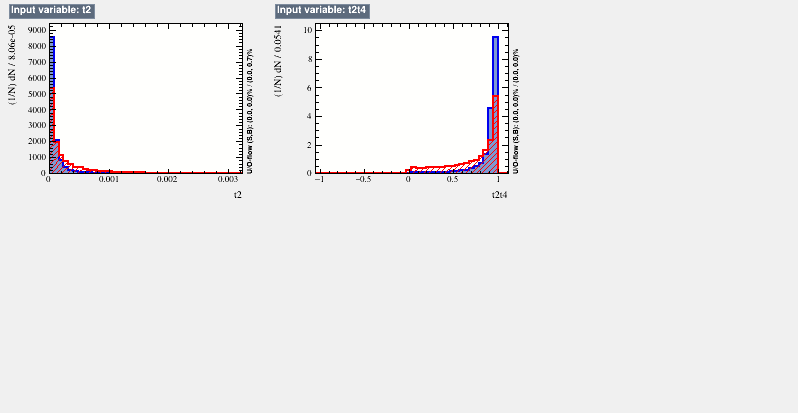 Input variable: t2
(1/N) dN / 8.06e-05
9000
8000
7000
6000
5000
4000
3000
2000
1000
0
0 0.001 0.002 0.003
t2
U/O-flow (S,B): (0.0, 0.0)% / (0.0, 0.7)%
Input variable: t2t4
(1/N) dN / 0.0541
10
8
6
4
2
0
−1 −0.5 0 0.5 1
t2t4
U/O-flow (S,B): (0.0, 0.0)% / (0.0, 0.0)%